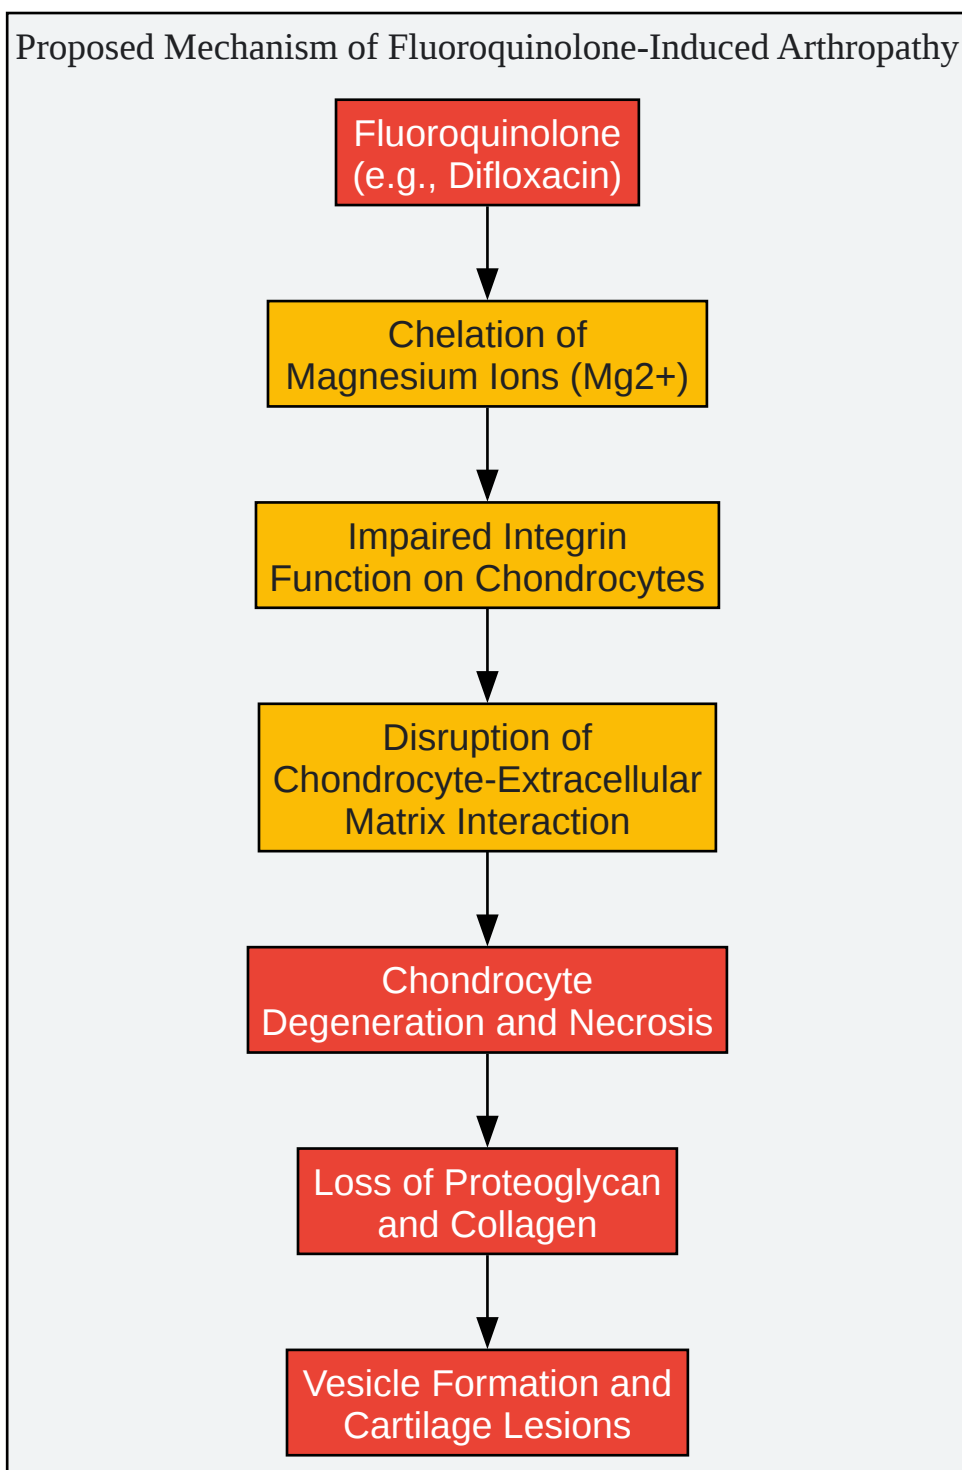 Proposed Mechanism of Fluoroquinolone-Induced Arthropathy
Fluoroquinolone
(e.g., Difloxacin)
Chelation of
Magnesium Ions (Mg2+)
Impaired Integrin
Function on Chondrocytes
Disruption of
Chondrocyte-Extracellular
Matrix Interaction
Chondrocyte
Degeneration and Necrosis
Loss of Proteoglycan
and Collagen
Vesicle Formation and
Cartilage Lesions